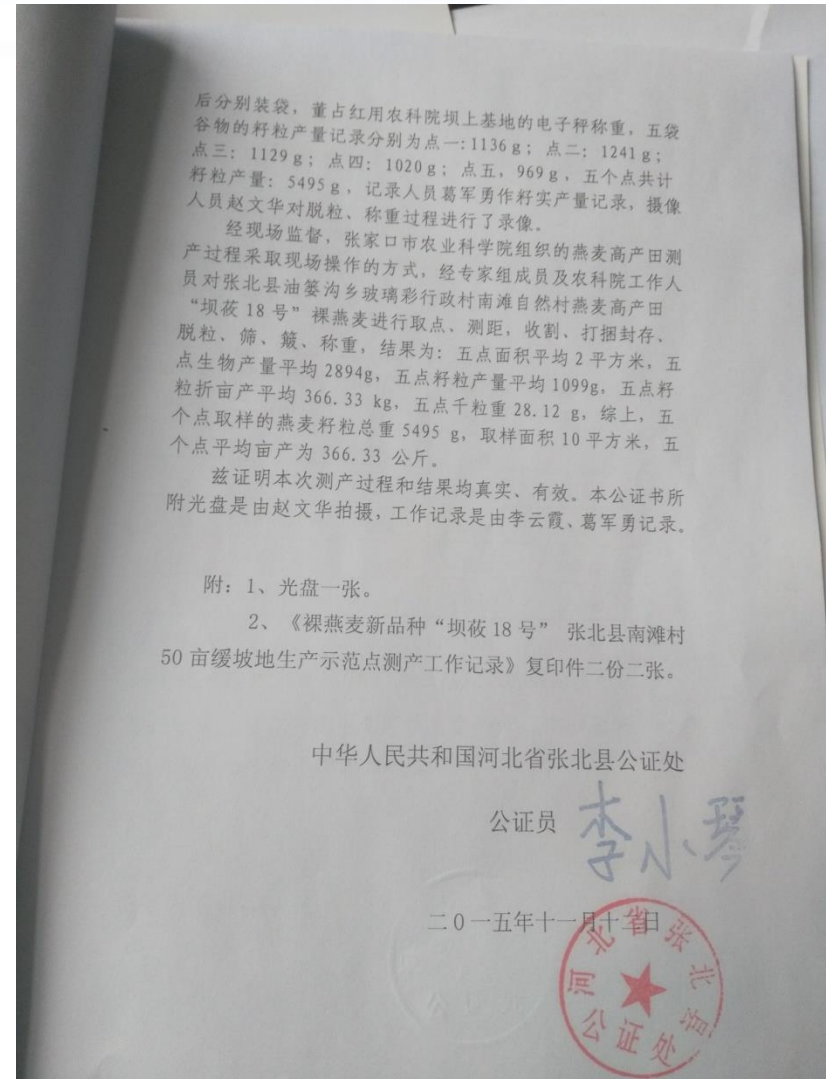 后分别装袋，董占红用农科院坝上基地的电子秤称重，五袋
谷物的籽粒产量记录分别为点一:1136 g；点二：1241 g；
点三：1129 g；点四：1020 g；点五，969 g，五个点共计
籽粒产量：5495 g，记录人员葛军勇作籽实产量记录，摄像
人员赵文华对脱粒、称重过程进行了录像。
经现场监督，张家口市农业科学院组织的燕麦高产田测
产过程采取现场操作的方式，经专家组成员及农科院工作人
员对张北县油篓沟乡玻璃彩行政村南滩自然村燕麦高产田
“坝莜 18 号”裸燕麦进行取点、测距，收割、打捆封存、
脱粒、筛、簸、称重，结果为：五点面积平均 2 平方米，五
点生物产量平均 2894g，五点籽粒产量平均 1099g，五点籽
粒折亩产平均 366.33 kg，五点千粒重 28.12 g，综上，五
个点取样的燕麦籽粒总重 5495 g，取样面积 10 平方米，五
个点平均亩产为 366.33 公斤。
兹证明本次测产过程和结果均真实、有效。本公证书所
附光盘是由赵文华拍摄，工作记录是由李云霞、葛军勇记录。
附：1、光盘一张。
2、《裸燕麦新品种“坝莜 18 号” 张北县南滩村
50 亩缓坡地生产示范点测产工作记录》复印件二份二张。
中华人民共和国河北省张北县公证处
公证员 李小琴
二0一五年十一月十二日
河北省张北县
公证处